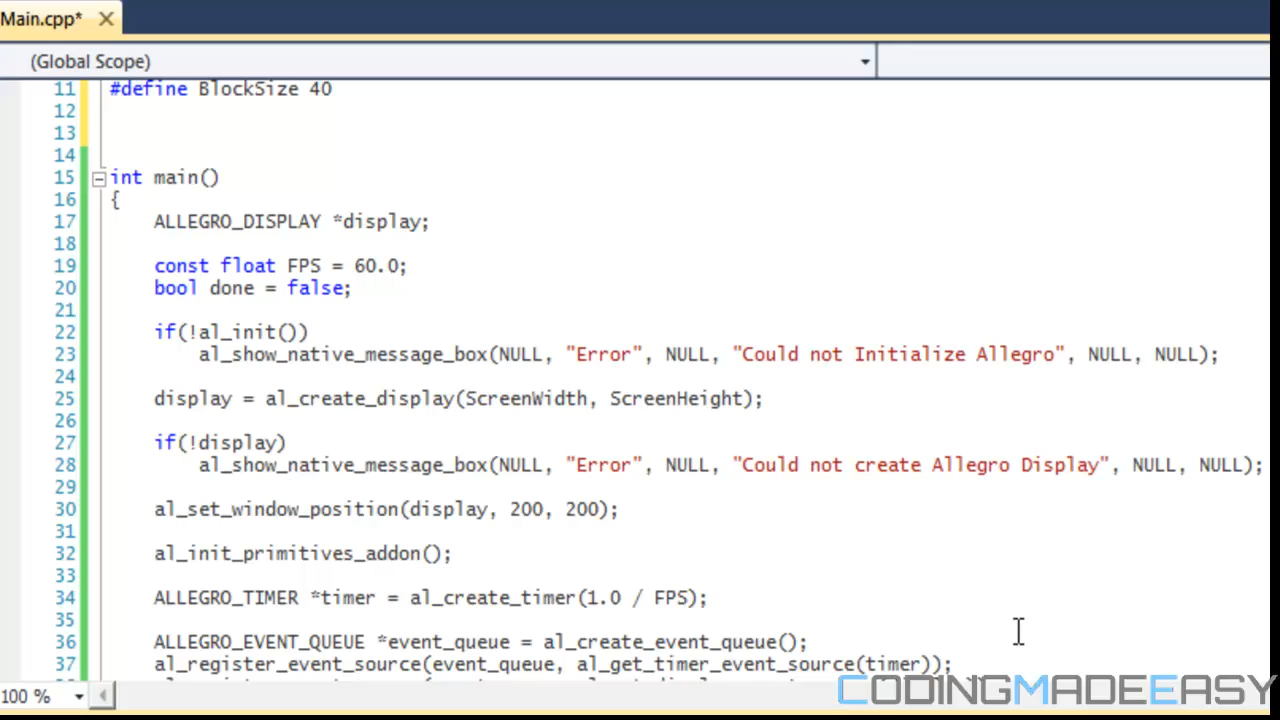 Main.cpp*
(Global Scope)
11 #define BlockSize 40
12
13
14
15 int main()
16 {
17 ALLEGRO_DISPLAY *display;
18
19 const float FPS = 60.0;
20 bool done = false;
21
22 if(!al_init())
23 al_show_native_message_box(NULL, "Error", NULL, "Could not Initialize Allegro", NULL, NULL);
24
25 display = al_create_display(ScreenWidth, ScreenHeight);
26
27 if(!display)
28 al_show_native_message_box(NULL, "Error", NULL, "Could not create Allegro Display", NULL, NULL);
29
30 al_set_window_position(display, 200, 200);
31
32 al_init_primitives_addon();
33
34 ALLEGRO_TIMER *timer = al_create_timer(1.0 / FPS);
35
36 ALLEGRO_EVENT_QUEUE *event_queue = al_create_event_queue();
37 al_register_event_source(event_queue, al_get_timer_event_source(timer));
100 %
CODINGMADEEASY